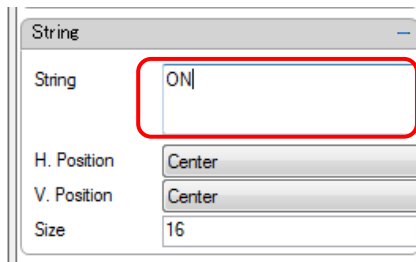 String
String ON
H. Position Center
V. Position Center
Size 16